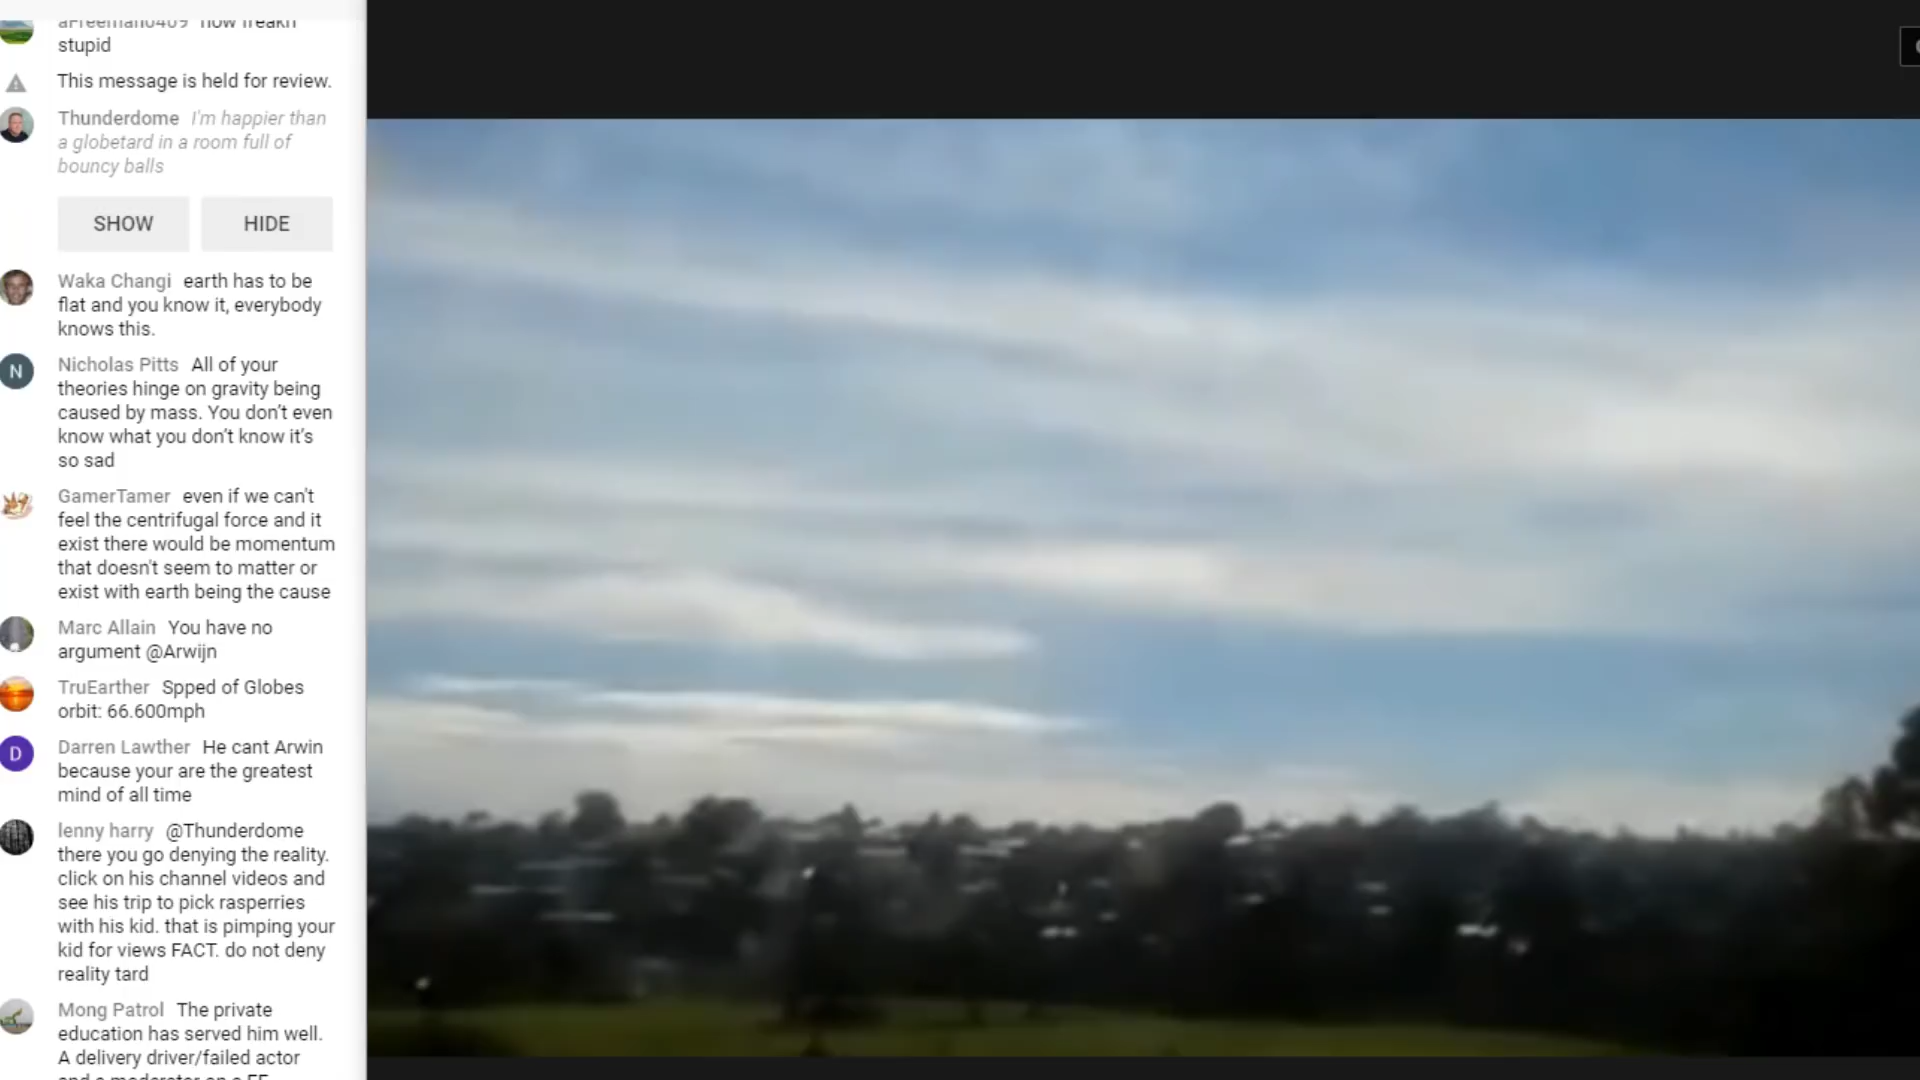 aFreeman0409 how freakn
stupid
This message is held for review.
Thunderdome I'm happier than
a globetard in a room full of
bouncy balls
SHOW HIDE
Waka Changi earth has to be
flat and you know it, everybody
knows this.
N Nicholas Pitts All of your
theories hinge on gravity being
caused by mass. You don't even
know what you don't know it's
so sad
GamerTamer even if we can't
feel the centrifugal force and it
exist there would be momentum
that doesn't seem to matter or
exist with earth being the cause
Marc Allain You have no
argument @Arwijn
TruEarther Spped of Globes
orbit: 66.600mph
D Darren Lawther He cant Arwin
because your are the greatest
mind of all time
lenny harry @Thunderdome
there you go denying the reality.
click on his channel videos and
see his trip to pick rasperries
with his kid. that is pimping your
kid for views FACT. do not deny
reality tard
Mong Patrol The private
education has served him well.
A delivery driver/failed actor
and a moderator on a FE